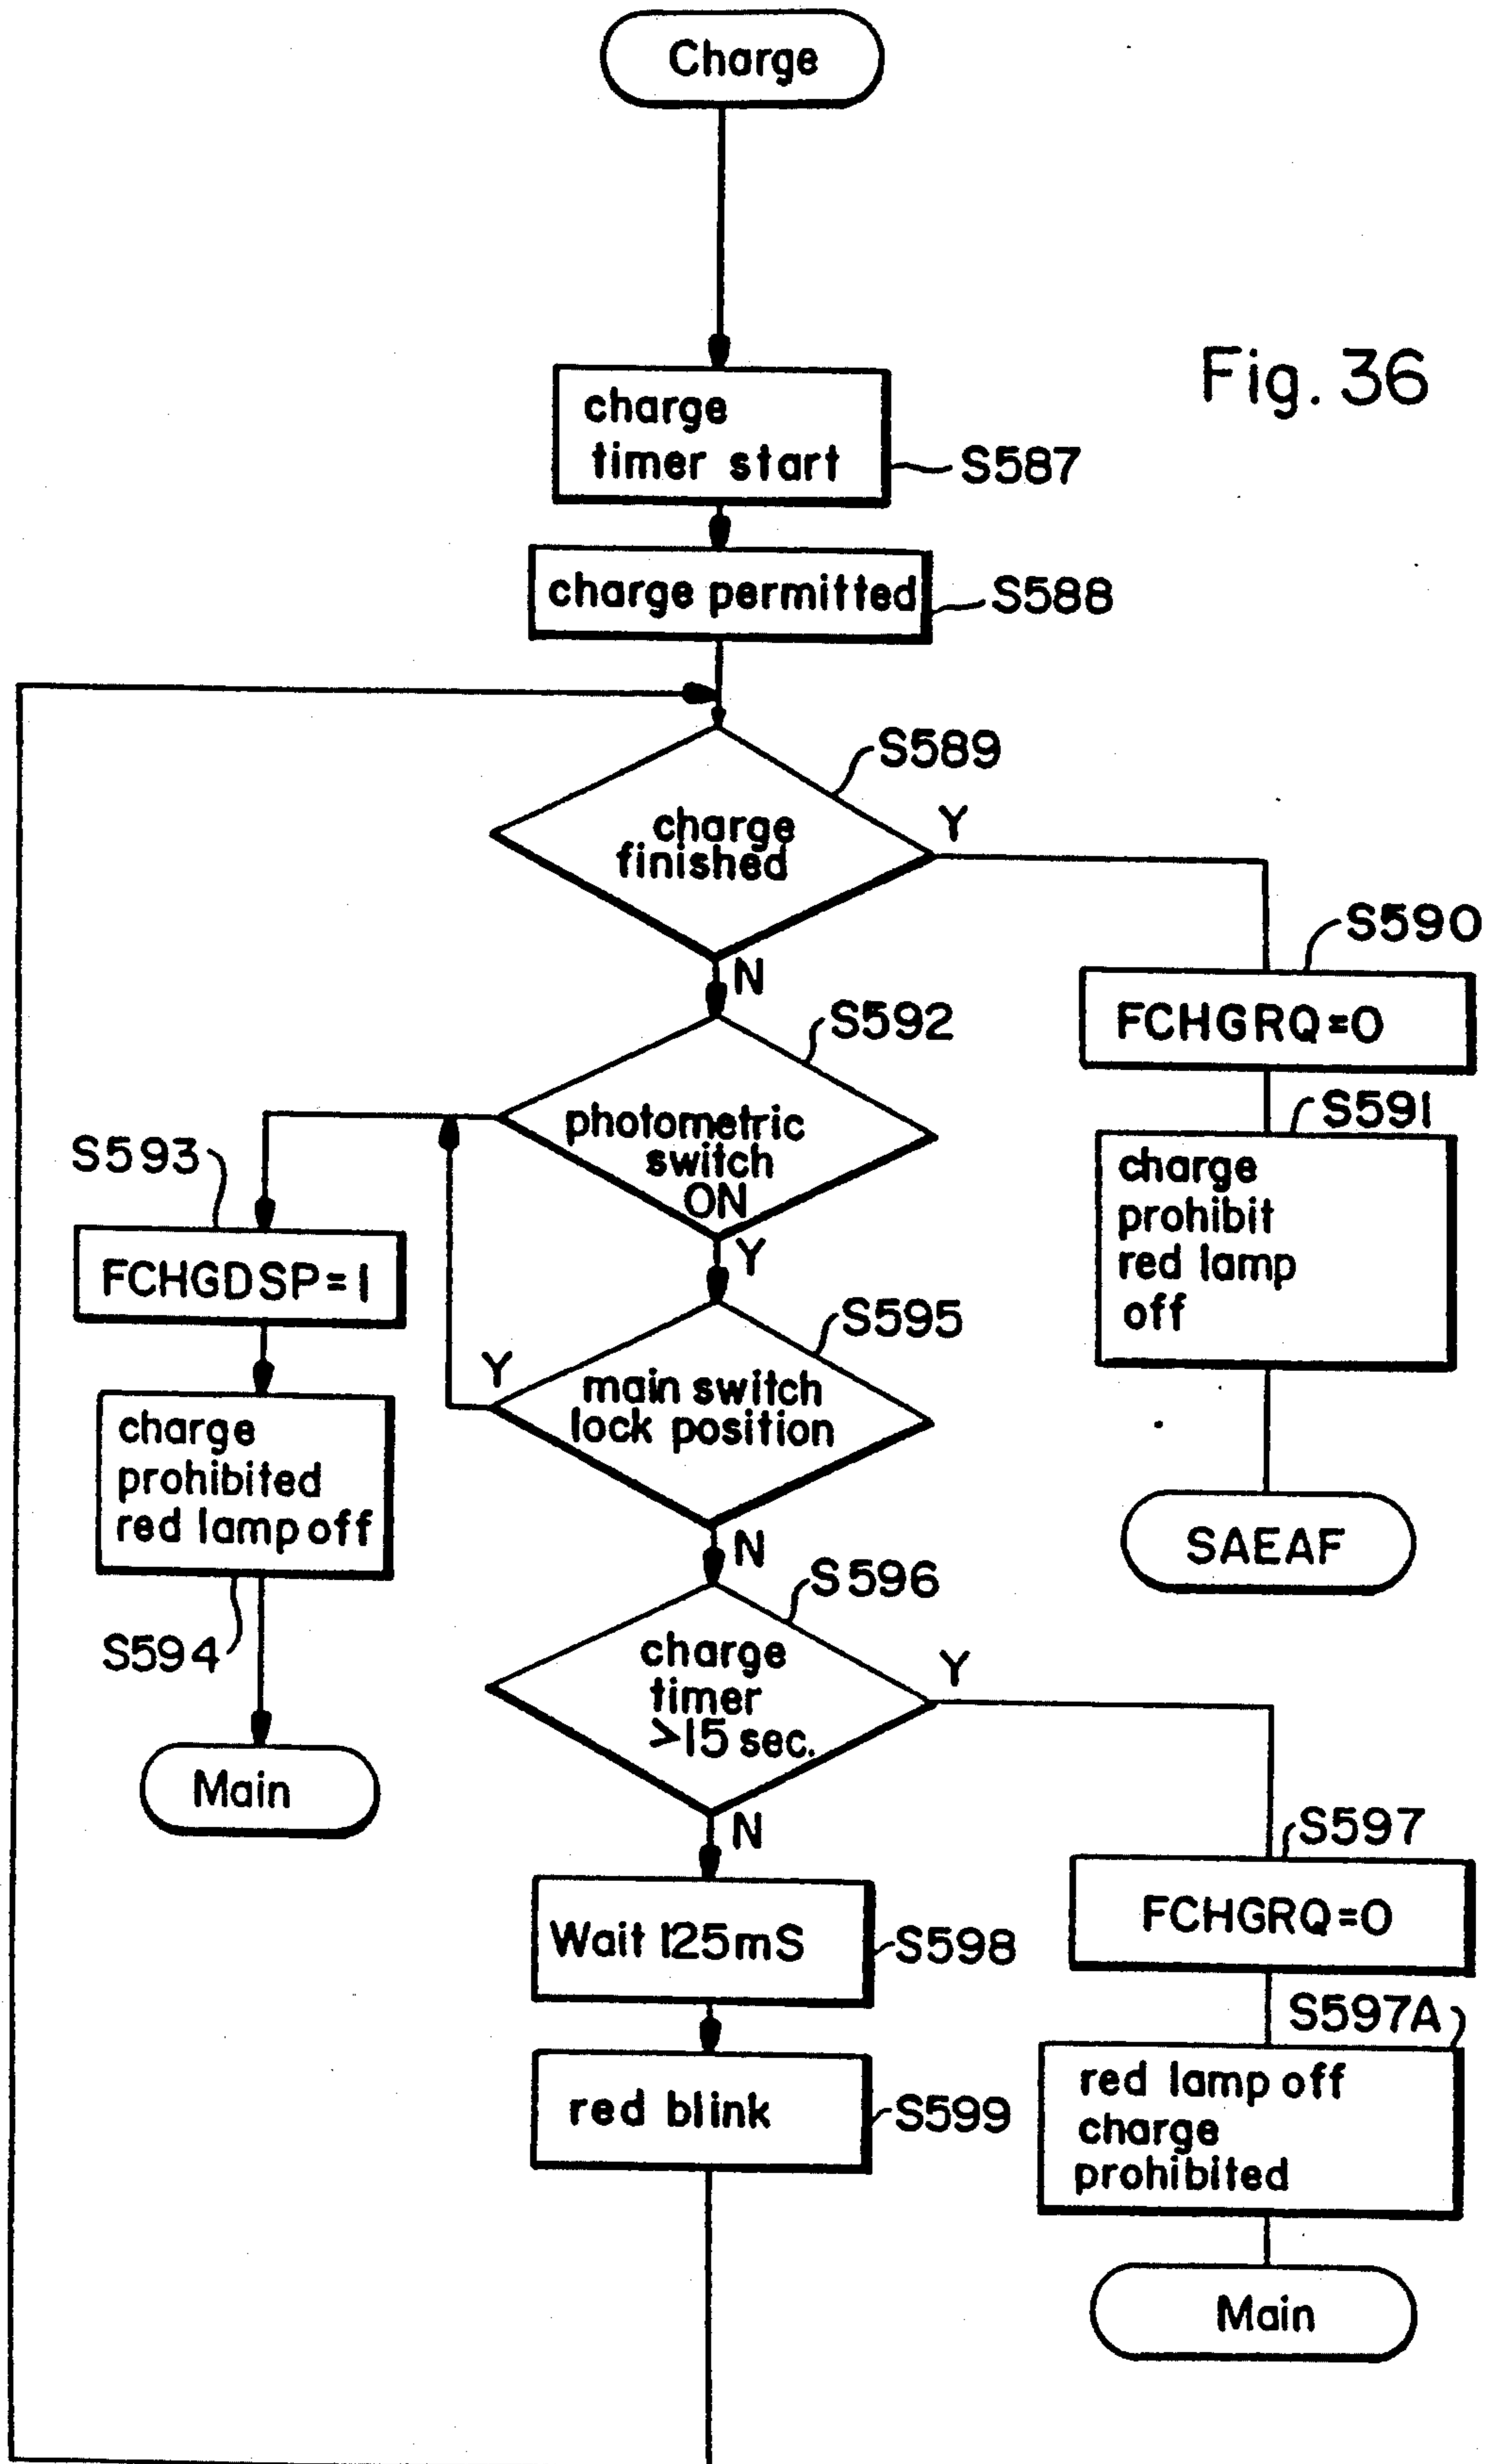 Charge
Fig. 36
charge
timer start
S587
charge permitted
S588
S589
charge
finished
Y
N
S590
FCHGRQ=0
S591
charge
prohibit
red lamp
off
SAEAF
S592
photometric
switch
ON
Y
S593
FCHGDSP=1
charge
prohibited
red lamp off
S594
Main
S595
main switch
lock position
Y
N
S596
charge
timer
>15 sec.
Y
N
S597
FCHGRQ=0
S597A
red lamp off
charge
prohibited
Main
Wait 125mS
S598
red blink
S599